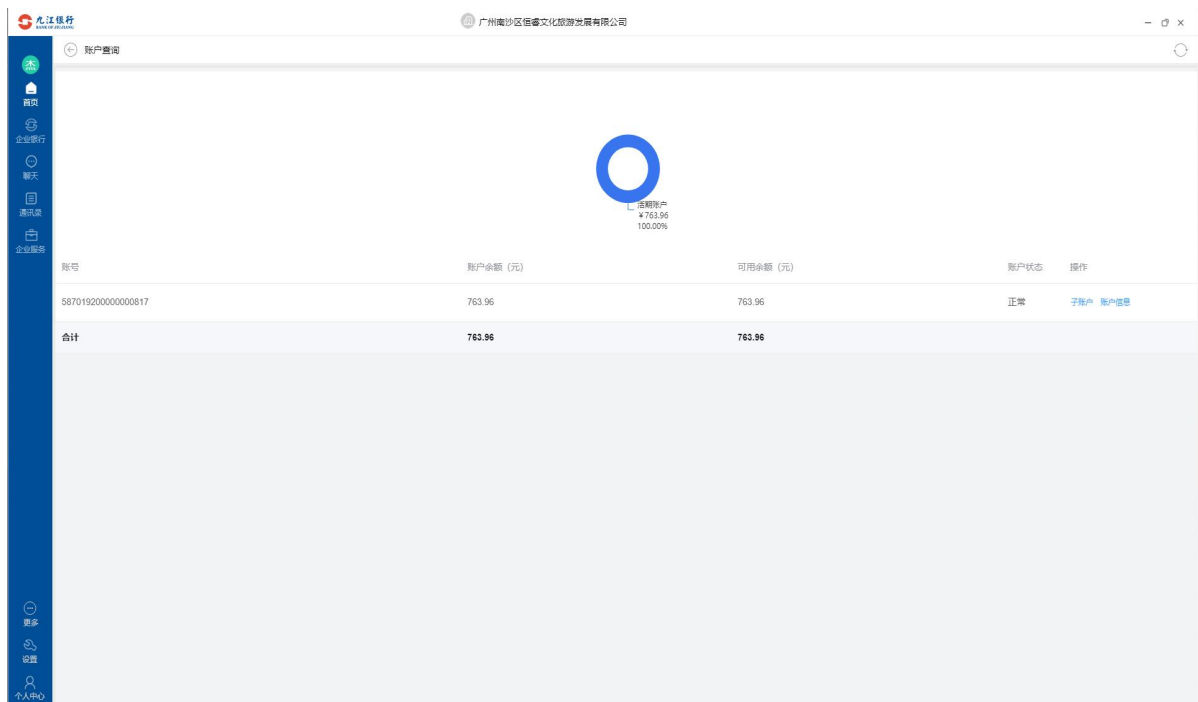 九江银行
BANK OF JIUJIANG
广州南沙区恒睿文化旅游发展有限公司
账户查询
杰
首页
企业银行
聊天
通讯录
企业服务
活期账户
¥763.96
100.00%
账号 账户余额（元） 可用余额（元） 账户状态 操作
587019200000000817 763.96 763.96 正常 子账户 账户信息
合计 763.96 763.96
更多
设置
个人中心